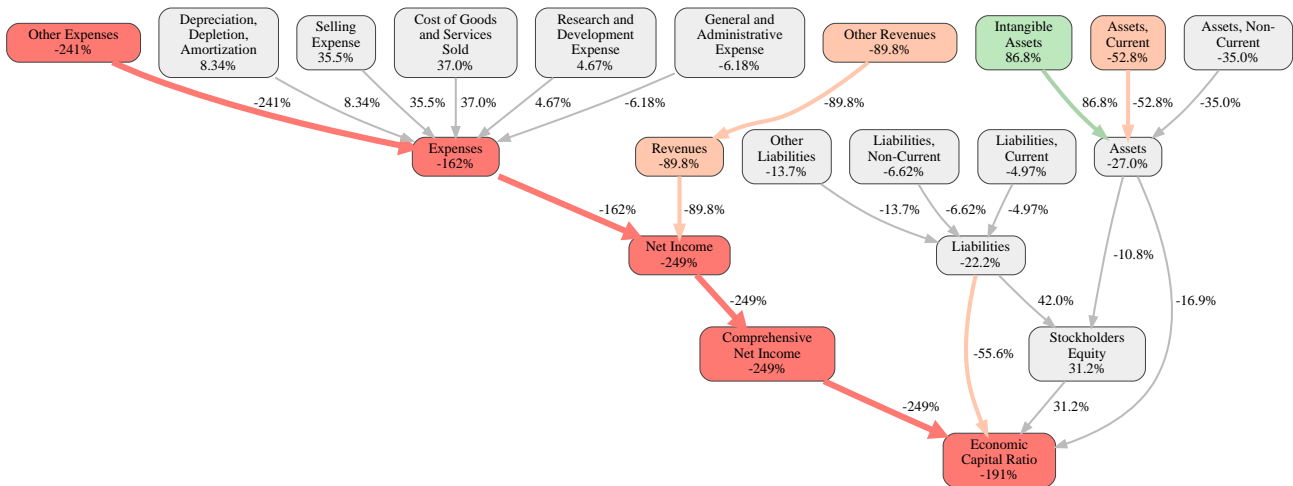 Other Expenses
-241%
Depreciation,
Depletion,
Amortization
8.34%
Selling
Expense
35.5%
Cost of Goods
and Services
Sold
37.0%
Research and
Development
Expense
4.67%
General and
Administrative
Expense
-6.18%
Other Revenues
-89.8%
Intangible
Assets
86.8%
Assets,
Current
-52.8%
Assets, Non-
Current
-35.0%
-241%
8.34%
35.5%
37.0%
4.67%
-6.18%
-89.8%
86.8%
-52.8%
-35.0%
Expenses
-162%
Revenues
-89.8%
Other
Liabilities
-13.7%
Liabilities,
Non-Current
-6.62%
Liabilities,
Current
-4.97%
Assets
-27.0%
-162%
-89.8%
-13.7%
-6.62%
-4.97%
Net Income
-249%
Liabilities
-22.2%
-10.8%
-249%
42.0%
-16.9%
Comprehensive
Net Income
-249%
-55.6%
Stockholders
Equity
31.2%
-249%
31.2%
Economic
Capital Ratio
-191%